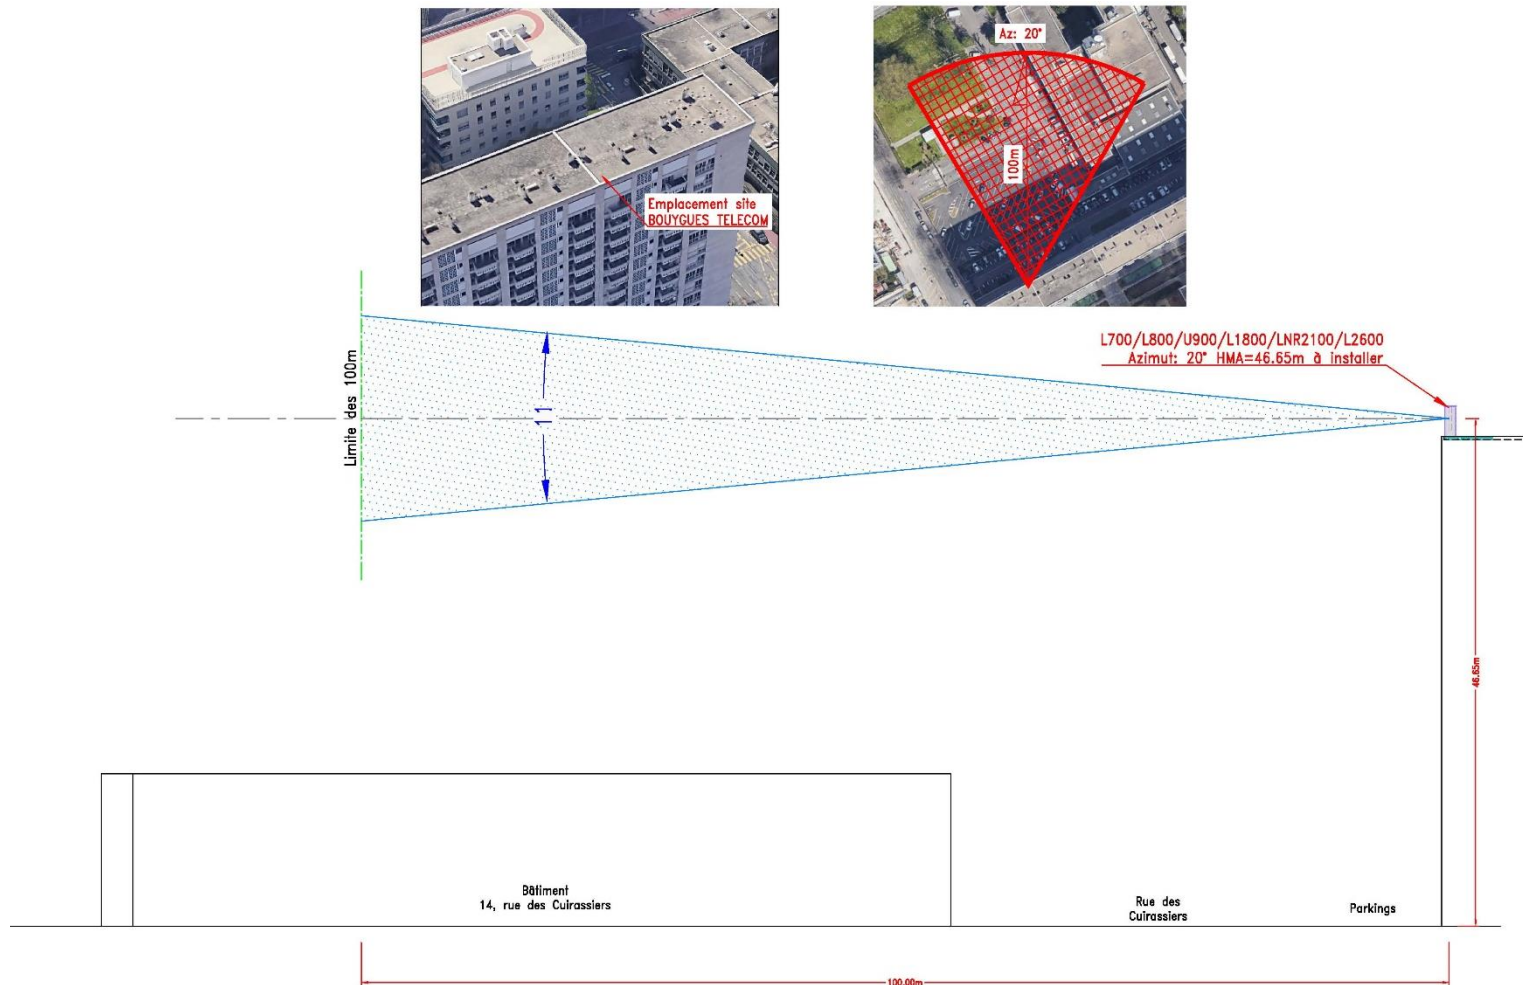 Az: 20°
100m
Emplacement site
BOUYGUES TELECOM
L700/L800/U900/L1800/LNR2100/L2600
Azimut: 20° HMA=46.65m à installer
Limite des 100m
11
46.65m
Bâtiment
14, rue des Cuirassiers
Rue des
Cuirassiers
Parkings
100.00m